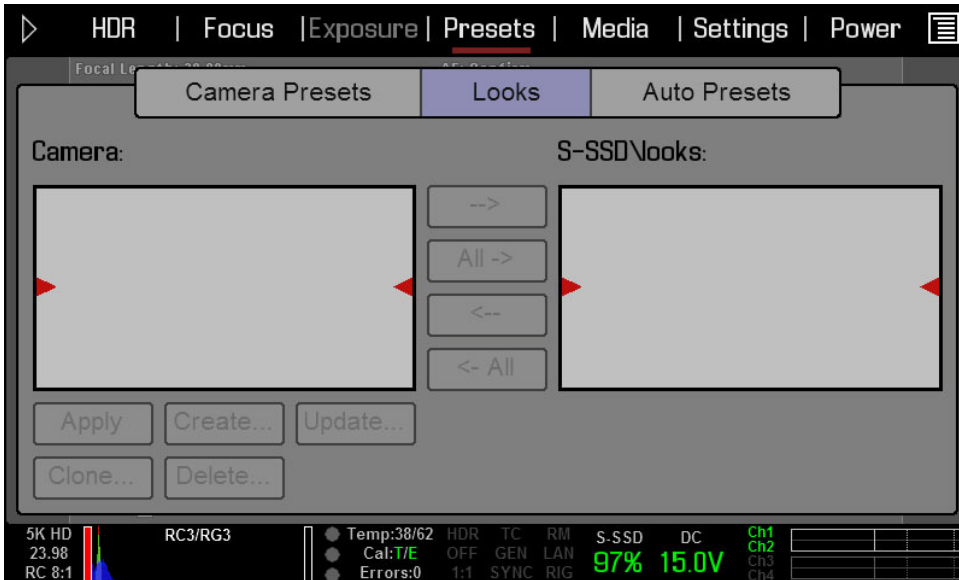 HDR | Focus | Exposure | Presets | Media | Settings | Power
Camera Presets Looks Auto Presets
Camera: S-SSD\looks:
-->
All ->
<--
<- All
Apply Create... Update...
Clone... Delete...
5K HD RC3/RG3 Temp:38/62 HDR TC RM S-SSD DC Ch1
23.98 Cal:T/E OFF GEN LAN 97% 15.0V Ch2
RC 8:1 Errors:0 1:1 SYNC RIG Ch3
Ch4